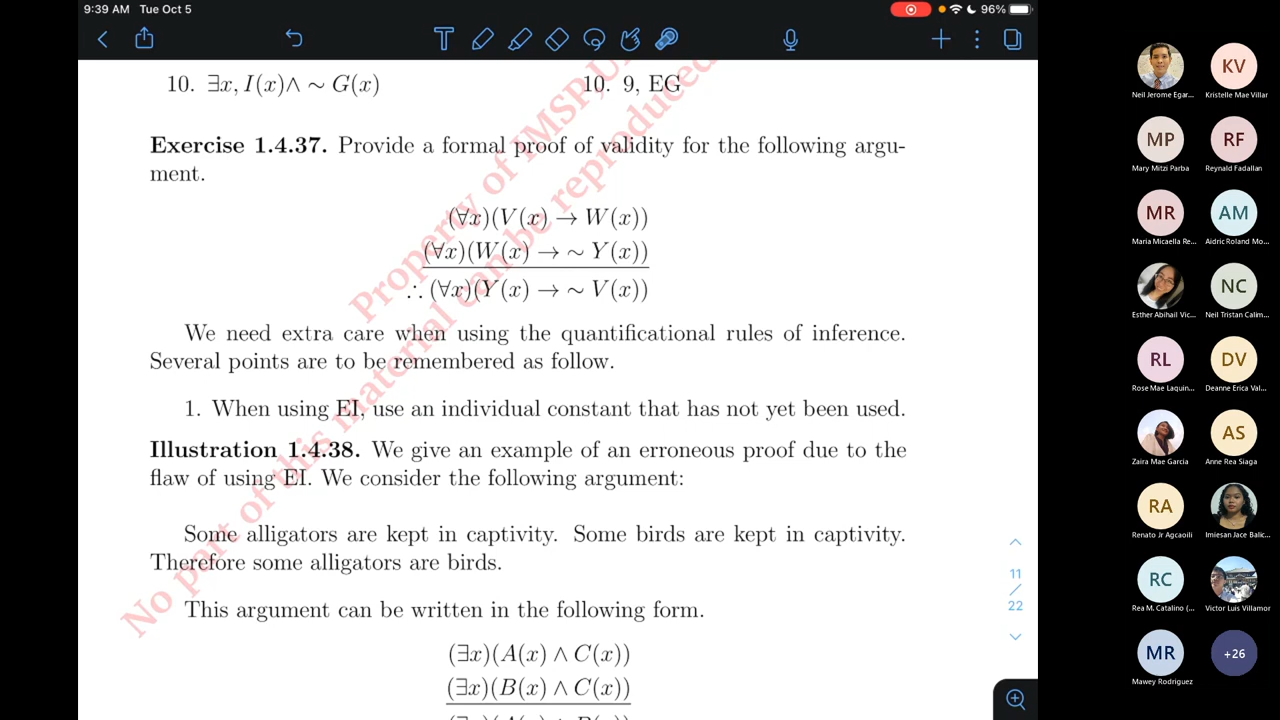 9:39 AM Tue Oct 5
96%
10. ∃x, I(x)∧ ∼ G(x)
10. 9, EG
Exercise 1.4.37. Provide a formal proof of validity for the following argu-
ment.
(∀x)(V(x) → W(x))
(∀x)(W(x) → ∼ Y(x))
∴ (∀x)(Y(x) → ∼ V(x))
We need extra care when using the quantificational rules of inference.
Several points are to be remembered as follow.
1. When using EI, use an individual constant that has not yet been used.
Illustration 1.4.38. We give an example of an erroneous proof due to the
flaw of using EI. We consider the following argument:
Some alligators are kept in captivity. Some birds are kept in captivity.
Therefore some alligators are birds.
This argument can be written in the following form.
(∃x)(A(x) ∧ C(x))
(∃x)(B(x) ∧ C(x))
Property of IMSP,
No part of this material can be reproduced
11
/
22
Neil Jerome Egar...
KV
Kristelle Mae Villar
MP
Mary Mitzi Parba
RF
Reynald Fadallan
MR
Maria Micaella Re...
AM
Aidric Roland Mo...
Esther Abihail Vic...
NC
Neil Tristan Calim...
RL
Rose Mae Laquin...
DV
Deanne Erica Val...
Zaira Mae Garcia
AS
Anne Rea Siaga
RA
Renato Jr Agcaoili
Imiesan Jace Balic...
RC
Rea M. Catalino (...
Victor Luis Villamor
MR
Mawey Rodriguez
+26